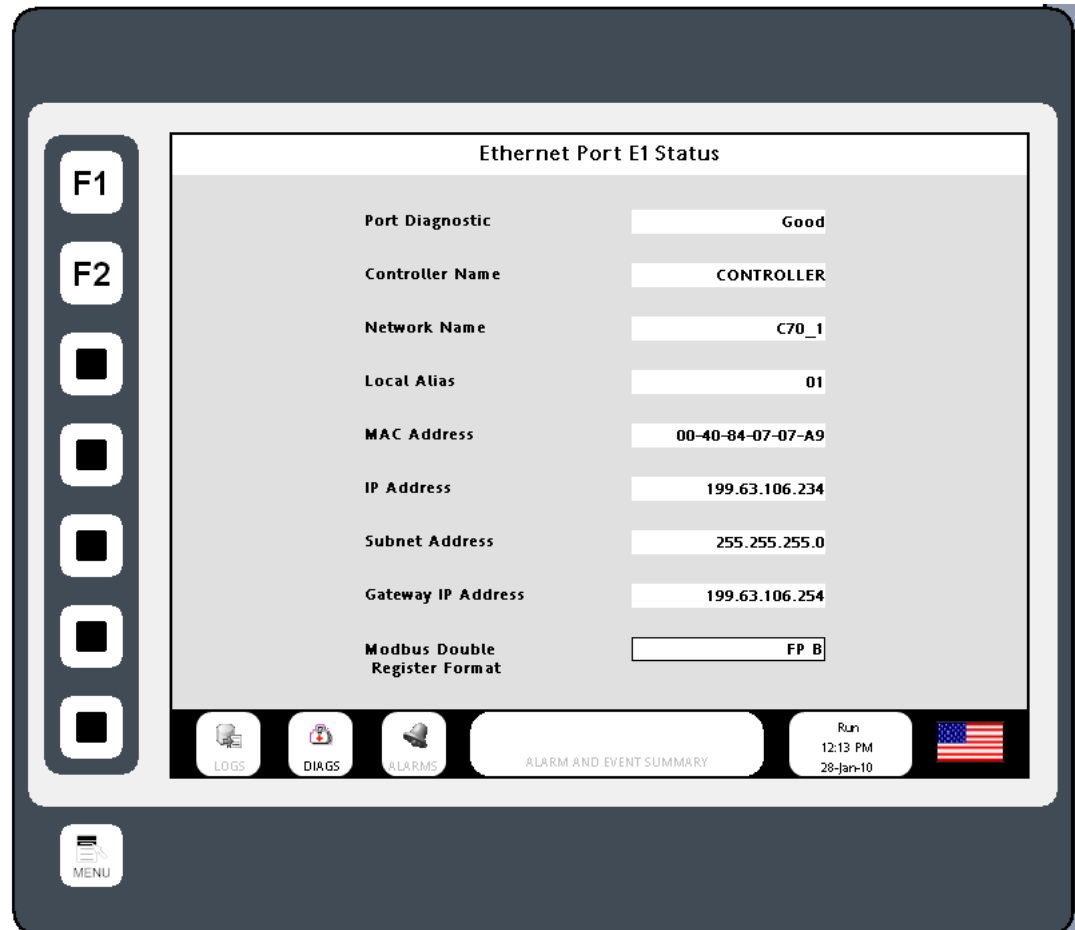 Ethernet Port E1 Status
F1
Port Diagnostic Good
F2
Controller Name CONTROLLER
Network Name C70_1
Local Alias 01
MAC Address 00-40-84-07-07-A9
IP Address 199.63.106.234
Subnet Address 255.255.255.0
Gateway IP Address 199.63.106.254
Modbus Double
Register Format FP B
LOGS
DIAGS
ALARMS
ALARM AND EVENT SUMMARY
Run
12:13 PM
28-Jan-10
MENU